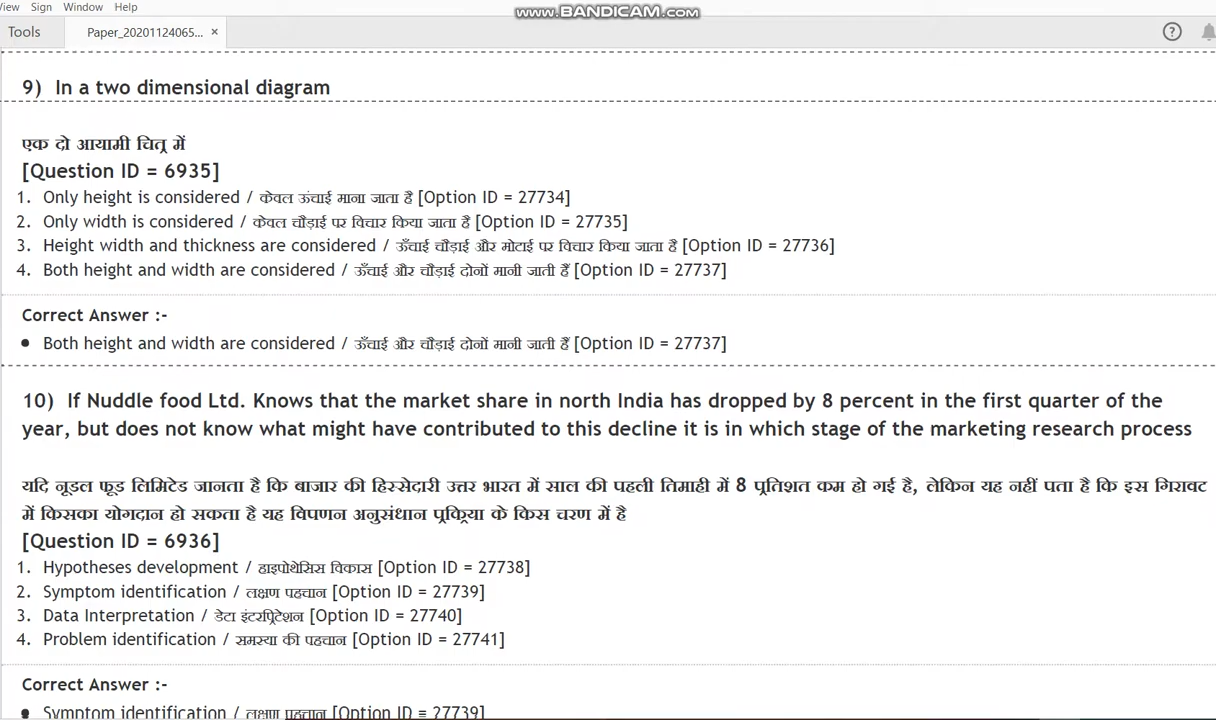 View Sign Window Help
www.BANDICAM.com
Tools Paper_20201124065... ×
9) In a two dimensional diagram
एक दो आयामी चित्र में
[Question ID = 6935]
1. Only height is considered / केवल ऊंचाई माना जाता है [Option ID = 27734]
2. Only width is considered / केवल चौड़ाई पर विचार किया जाता है [Option ID = 27735]
3. Height width and thickness are considered / ऊँचाई चौड़ाई और मोटाई पर विचार किया जाता है [Option ID = 27736]
4. Both height and width are considered / ऊँचाई और चौड़ाई दोनों मानी जाती हैं [Option ID = 27737]
Correct Answer :-
• Both height and width are considered / ऊँचाई और चौड़ाई दोनों मानी जाती हैं [Option ID = 27737]
10) If Nuddle food Ltd. Knows that the market share in north India has dropped by 8 percent in the first quarter of the
year, but does not know what might have contributed to this decline it is in which stage of the marketing research process
यदि नूडल फूड लिमिटेड जानता है कि बाजार की हिस्सेदारी उत्तर भारत में साल की पहली तिमाही में 8 प्रतिशत कम हो गई है, लेकिन यह नहीं पता है कि इस गिरावट
में किसका योगदान हो सकता है यह विपणन अनुसंधान प्रक्रिया के किस चरण में है
[Question ID = 6936]
1. Hypotheses development / हाइपोथेसिस विकास [Option ID = 27738]
2. Symptom identification / लक्षण पहचान [Option ID = 27739]
3. Data Interpretation / डेटा इंटरप्रिटेशन [Option ID = 27740]
4. Problem identification / समस्या की पहचान [Option ID = 27741]
Correct Answer :-
• Symptom identification / लक्षण पहचान [Option ID = 27739]